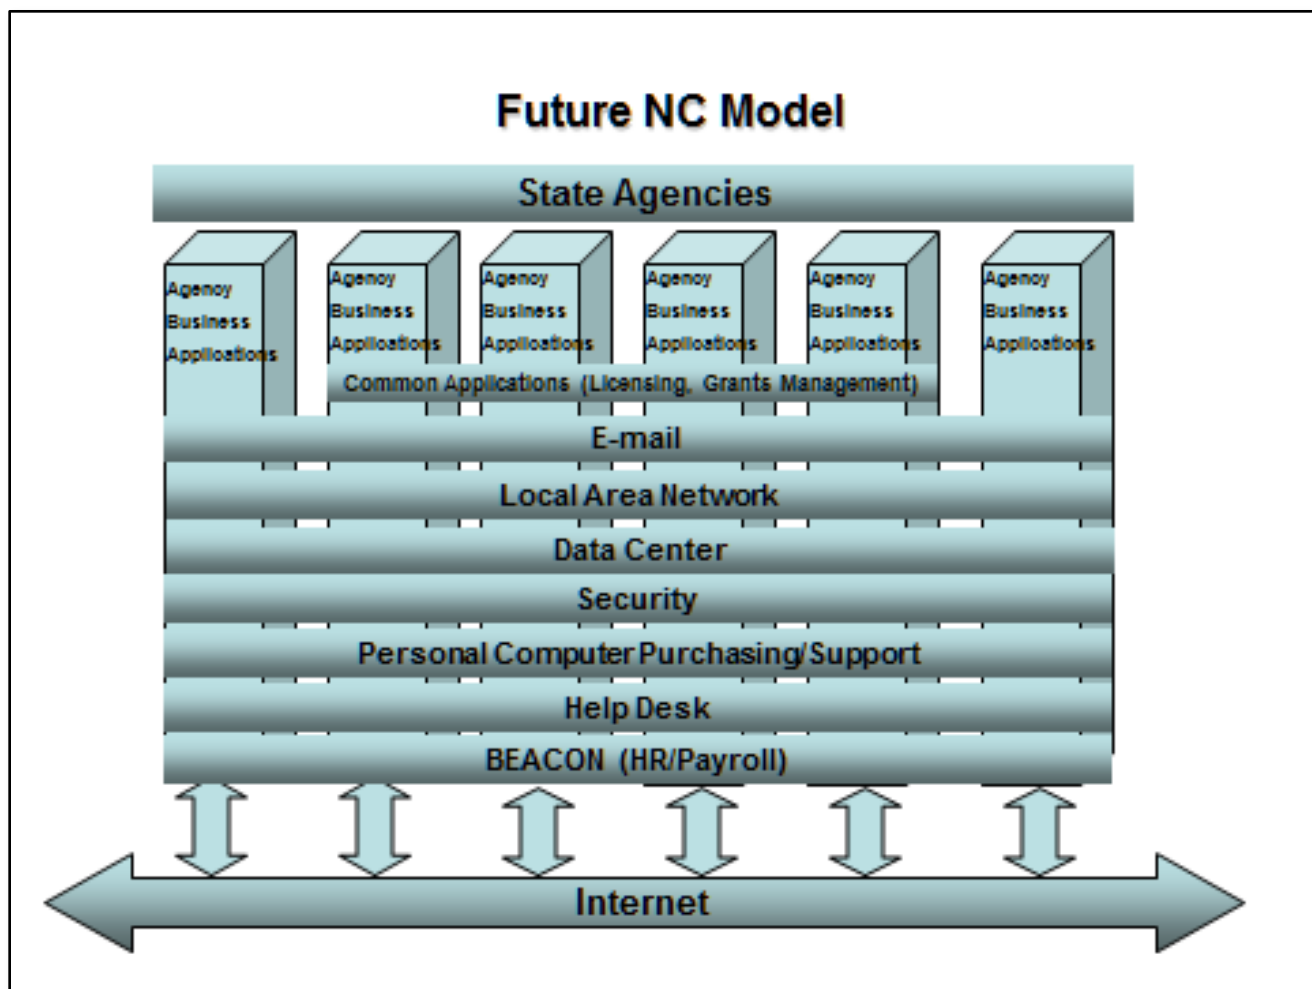 Future NC Model
State Agencies
Agency
Business
Applications
Agency
Business
Applications
Agency
Business
Applications
Agency
Business
Applications
Agency
Business
Applications
Agency
Business
Applications
Common Applications (Licensing, Grants Management)
E-mail
Local Area Network
Data Center
Security
Personal Computer Purchasing/Support
Help Desk
BEACON (HR/Payroll)
Internet